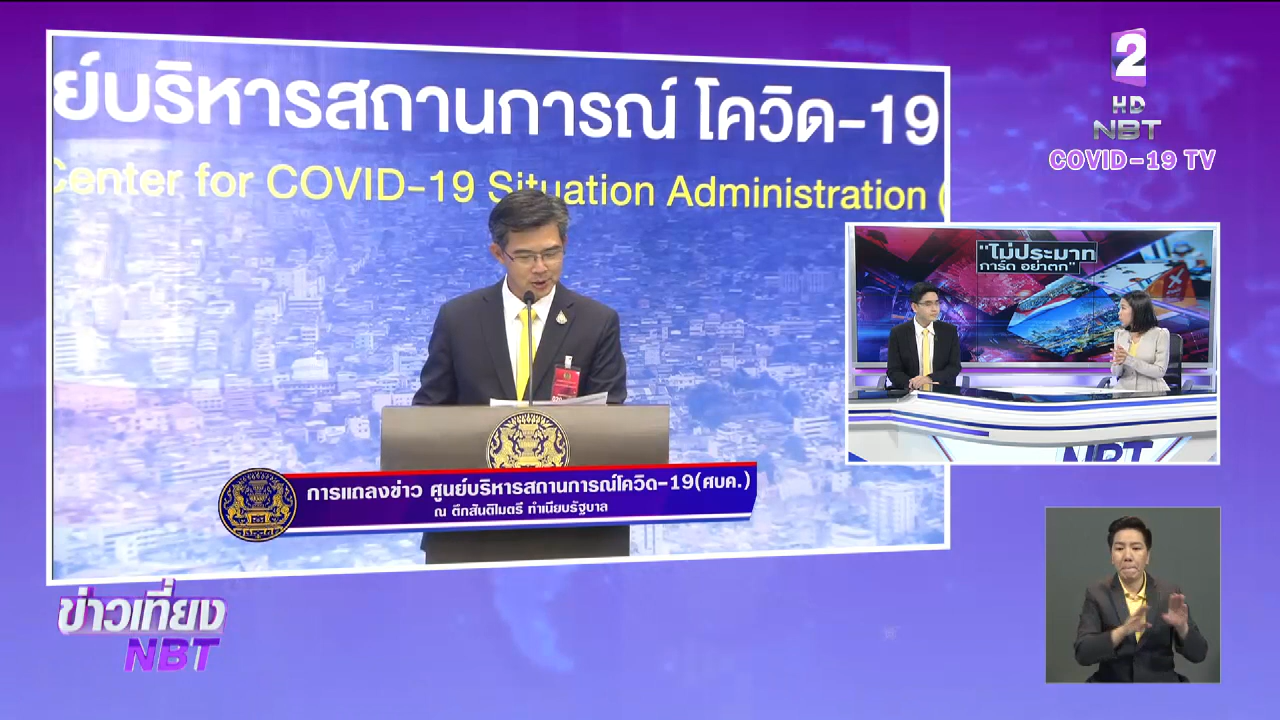 ย์บริหารสถานการณ์ โควิด-19
Center for COVID-19 Situation Administration (
2
HD
NBT
COVID-19 TV
"ไม่ประมาท
การ์ด อย่าตก"
NBT
การแถลงข่าว ศูนย์บริหารสถานการณ์โควิด-19(ศบค.)
ณ ตึกสันติไมตรี ทำเนียบรัฐบาล
ข่าวเที่ยง
NBT